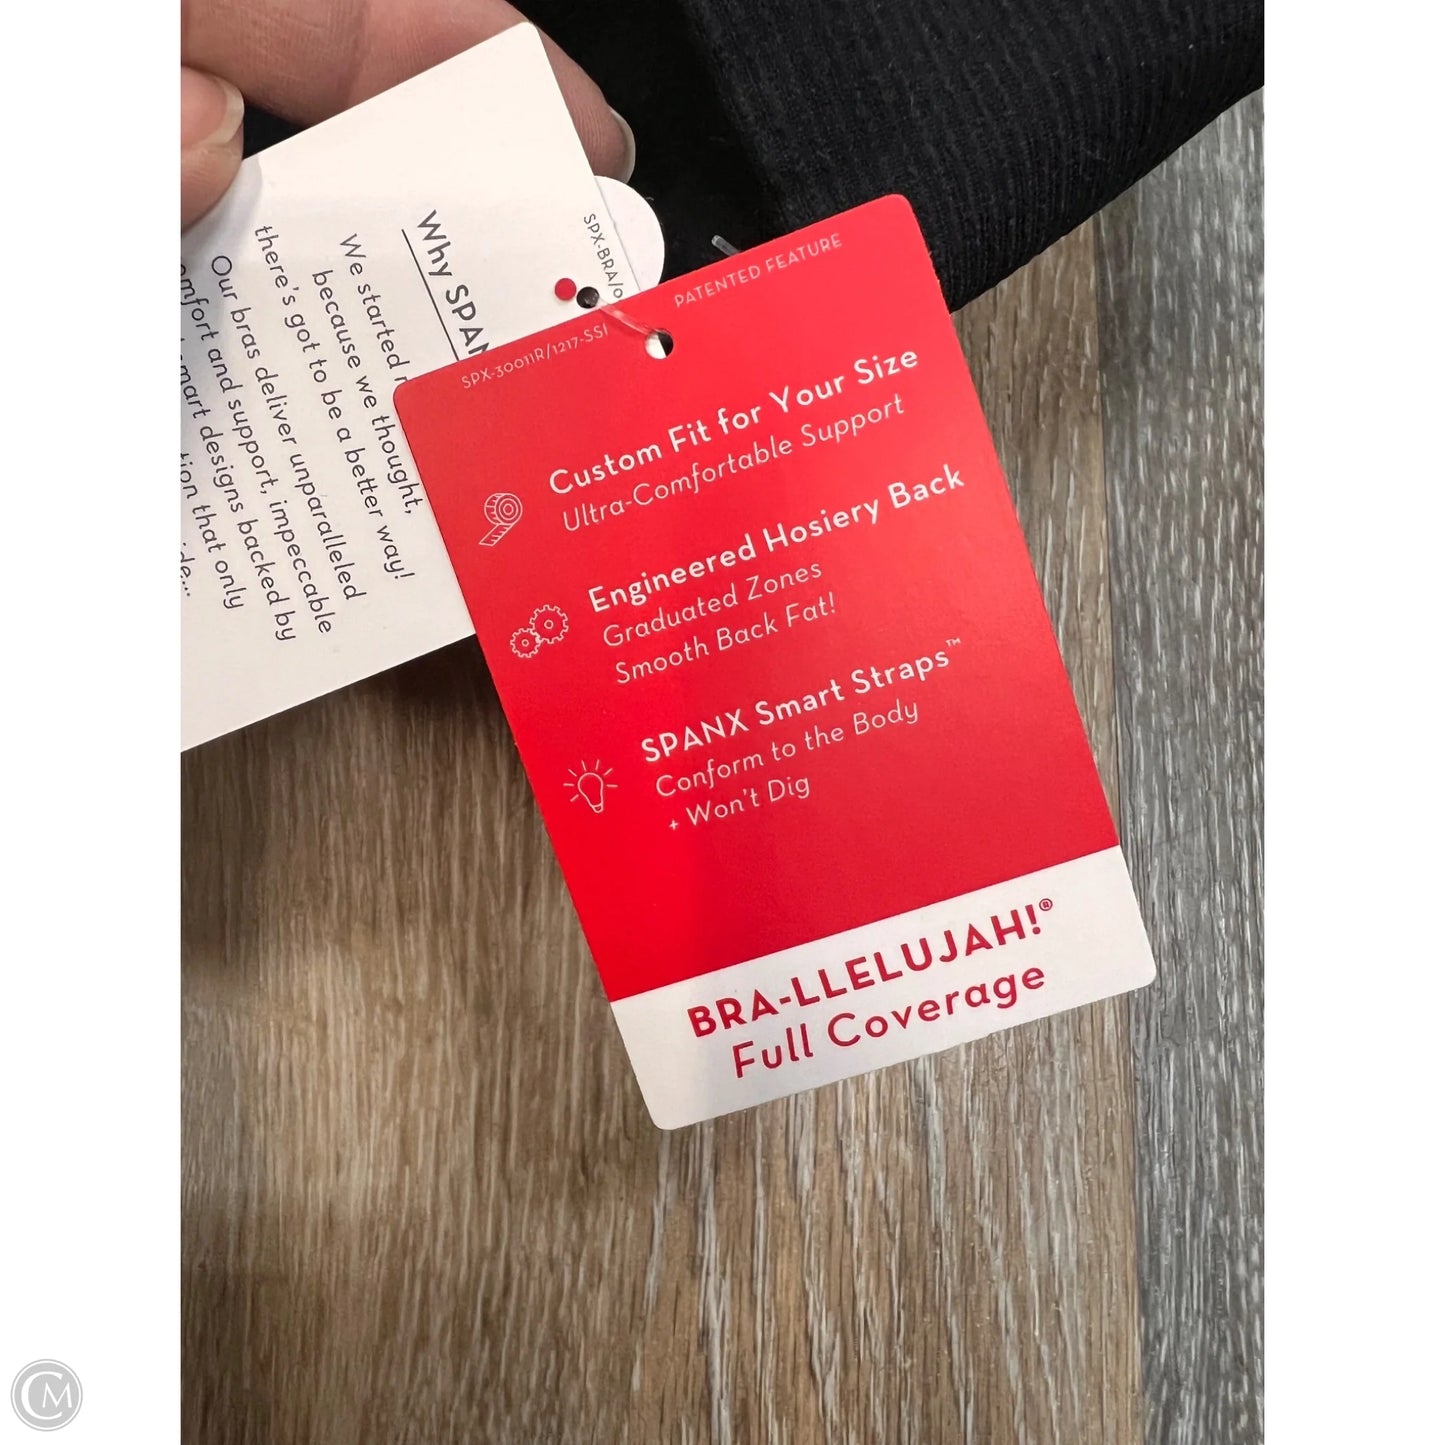 SPX-30011R/1217-SSI
PATENTED FEATURE
Custom Fit for Your Size
Ultra-Comfortable Support
Engineered Hosiery Back
Graduated Zones
Smooth Back Fat!
SPANX Smart Straps™
Conform to the Body
+ Won't Dig
BRA-LLELUJAH!®
Full Coverage
SPX-BRA/0
Why SPAN
We started
because we thought,
there's got to be a better way!
Our bras deliver unparalleled
and support, impeccable
designs backed by
that only
CM